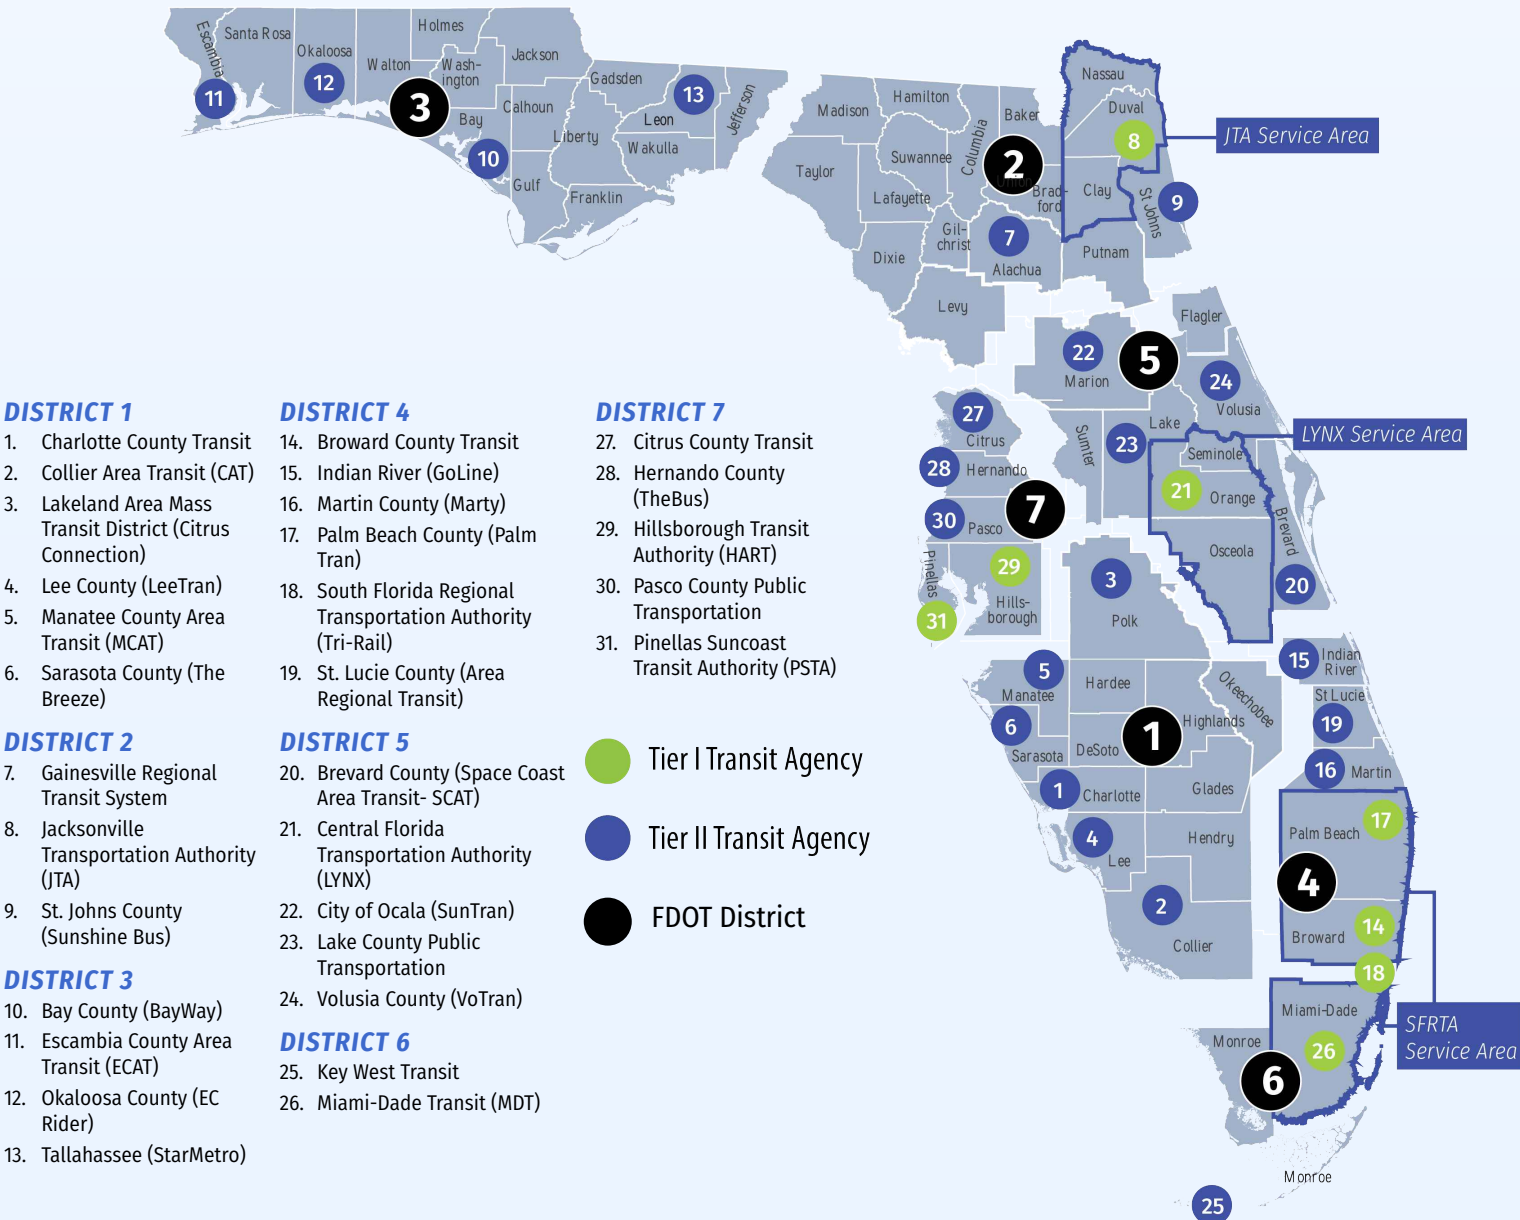 Escambia
Santa Rosa
Okaloosa
Holmes
Walton
Wash-
ington
Jackson
Bay
Calhoun
Gadsden
Liberty
Leon
Wakulla
Jefferson
Gulf
Franklin
11
12
3
10
13
Madison
Hamilton
Columbia
Baker
Nassau
Duval
8
JTA Service Area
Taylor
Suwannee
2
Union
Brad-
ford
Clay
St Johns
9
Lafayette
Gil-
christ
7
Alachua
Putnam
Dixie
Levy
Flagler
22
Marion
5
24
Volusia
27
Citrus
Sumter
Lake
23
LYNX Service Area
Seminole
28
Hernando
21
Orange
Brevard
30
Pasco
7
Osceola
Pinellas
29
Hills-
borough
31
3
Polk
20
15
Indian
River
5
Manatee
Hardee
Okeechobee
St Lucie
19
6
Sarasota
DeSoto
1
Highlands
16
Martin
1
Charlotte
Glades
17
Palm Beach
4
Lee
Hendry
4
2
Collier
14
Broward
18
Miami-Dade
SFRTA
Service Area
Monroe
26
6
Monroe
25
DISTRICT 1
1. Charlotte County Transit
2. Collier Area Transit (CAT)
3. Lakeland Area Mass
Transit District (Citrus
Connection)
4. Lee County (LeeTran)
5. Manatee County Area
Transit (MCAT)
6. Sarasota County (The
Breeze)
DISTRICT 2
7. Gainesville Regional
Transit System
8. Jacksonville
Transportation Authority
(JTA)
9. St. Johns County
(Sunshine Bus)
DISTRICT 3
10. Bay County (BayWay)
11. Escambia County Area
Transit (ECAT)
12. Okaloosa County (EC
Rider)
13. Tallahassee (StarMetro)
DISTRICT 4
14. Broward County Transit
15. Indian River (GoLine)
16. Martin County (Marty)
17. Palm Beach County (Palm
Tran)
18. South Florida Regional
Transportation Authority
(Tri-Rail)
19. St. Lucie County (Area
Regional Transit)
DISTRICT 5
20. Brevard County (Space Coast
Area Transit- SCAT)
21. Central Florida
Transportation Authority
(LYNX)
22. City of Ocala (SunTran)
23. Lake County Public
Transportation
24. Volusia County (VoTran)
DISTRICT 6
25. Key West Transit
26. Miami-Dade Transit (MDT)
DISTRICT 7
27. Citrus County Transit
28. Hernando County
(TheBus)
29. Hillsborough Transit
Authority (HART)
30. Pasco County Public
Transportation
31. Pinellas Suncoast
Transit Authority (PSTA)
Tier I Transit Agency
Tier II Transit Agency
FDOT District